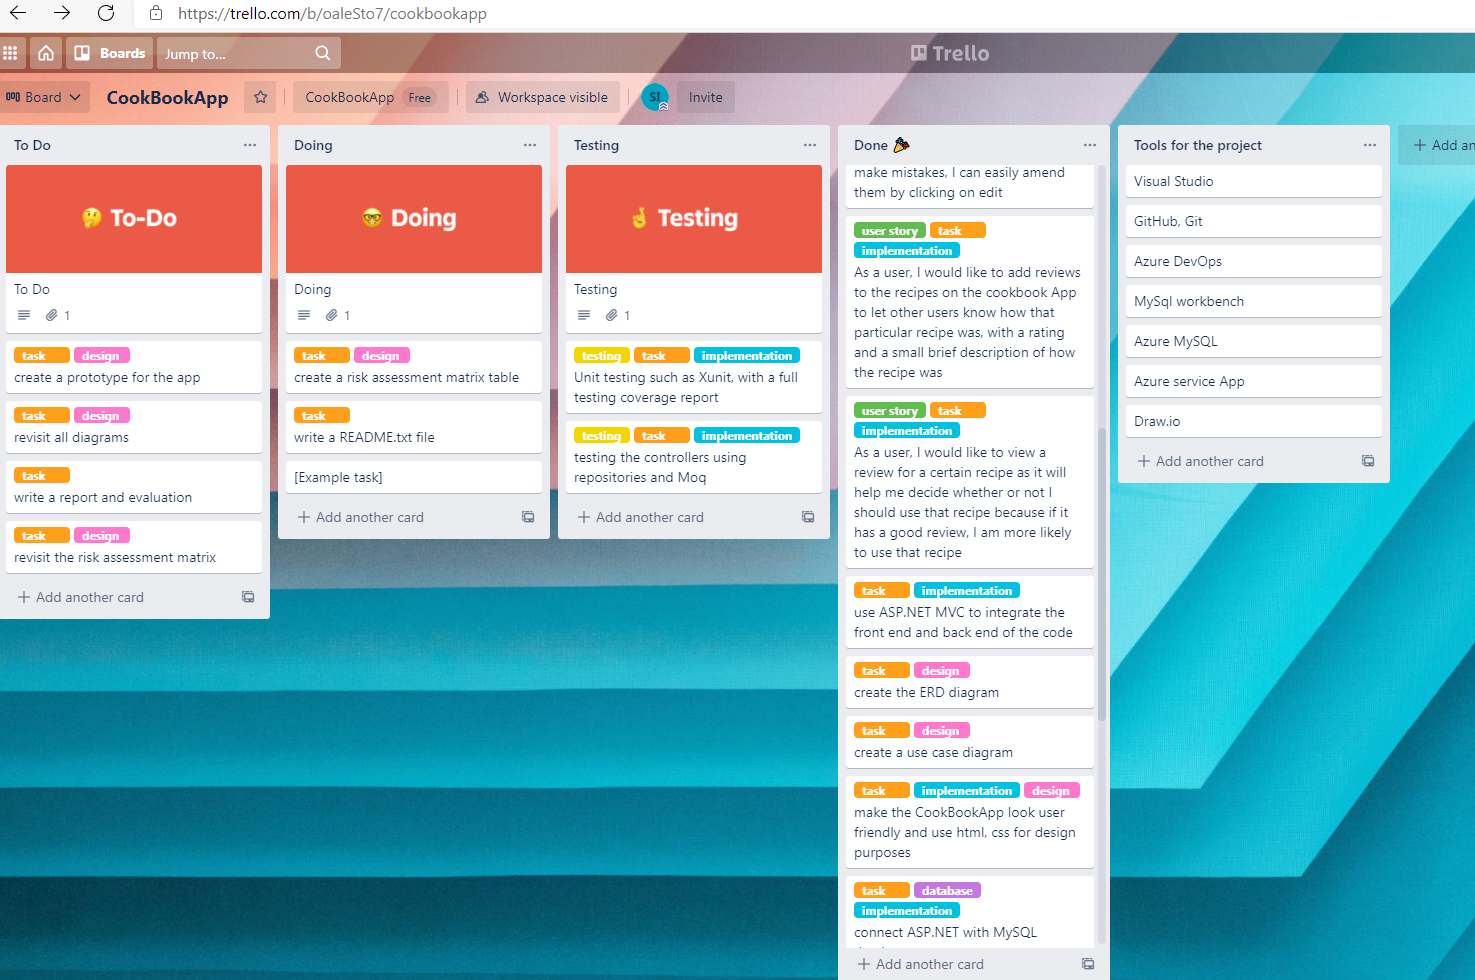 https://trello.com/b/oaleSto7/cookbookapp
Boards
Jump to...
Trello
Board
CookBookApp
CookBookApp Free
Workspace visible
SI
Invite
To Do
To-Do
To Do
1
task design
create a prototype for the app
task design
revisit all diagrams
task
write a report and evaluation
task design
revisit the risk assessment matrix
+ Add another card
Doing
Doing
Doing
1
task design
create a risk assessment matrix table
task
write a README.txt file
[Example task]
+ Add another card
Testing
Testing
Testing
1
testing task implementation
Unit testing such as Xunit, with a full
testing coverage report
testing task implementation
testing the controllers using
repositories and Moq
+ Add another card
Done
make mistakes, I can easily amend
them by clicking on edit
user story task
implementation
As a user, I would like to add reviews
to the recipes on the cookbook App
to let other users know how that
particular recipe was, with a rating
and a small brief description of how
the recipe was
user story task
implementation
As a user, I would like to view a
review for a certain recipe as it will
help me decide whether or not I
should use that recipe because if it
has a good review, I am more likely
to use that recipe
task implementation
use ASP.NET MVC to integrate the
front end and back end of the code
task design
create the ERD diagram
task design
create a use case diagram
task implementation design
make the CookBookApp look user
friendly and use html, css for design
purposes
task database
implementation
connect ASP.NET with MySQL
+ Add another card
Tools for the project
Visual Studio
GitHub, Git
Azure DevOps
MySql workbench
Azure MySQL
Azure service App
Draw.io
+ Add another card
+ Add an